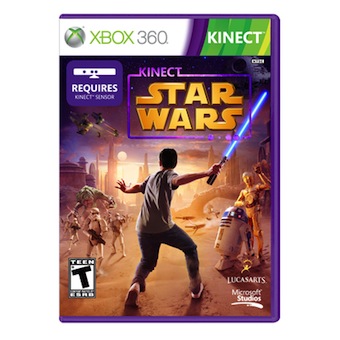 XBOX 360
KINECT
REQUIRES
KINECT SENSOR
KINECT
STAR
WARS
TEEN
T
ESRB
LUCASARTS
Microsoft
Studios